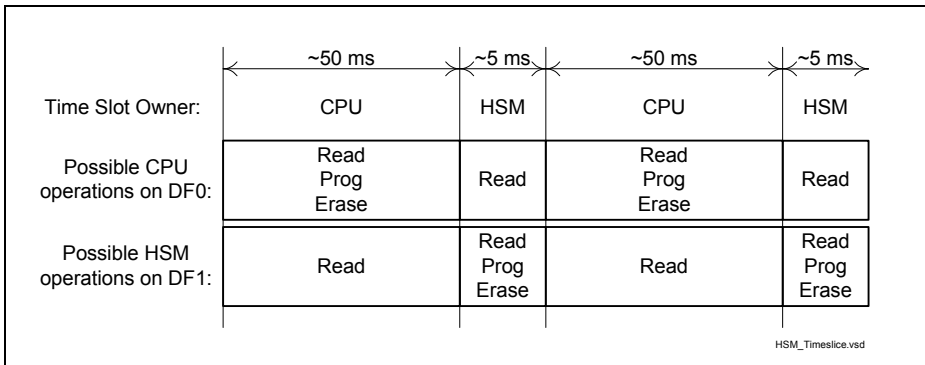 ~50 ms ~5 ms ~50 ms ~5 ms
Time Slot Owner: CPU HSM CPU HSM
Possible CPU
operations on DF0:
Read
Prog
Erase
Read
Read
Prog
Erase
Read
Possible HSM
operations on DF1:
Read
Read
Prog
Erase
Read
Read
Prog
Erase
HSM_Timeslice.vsd